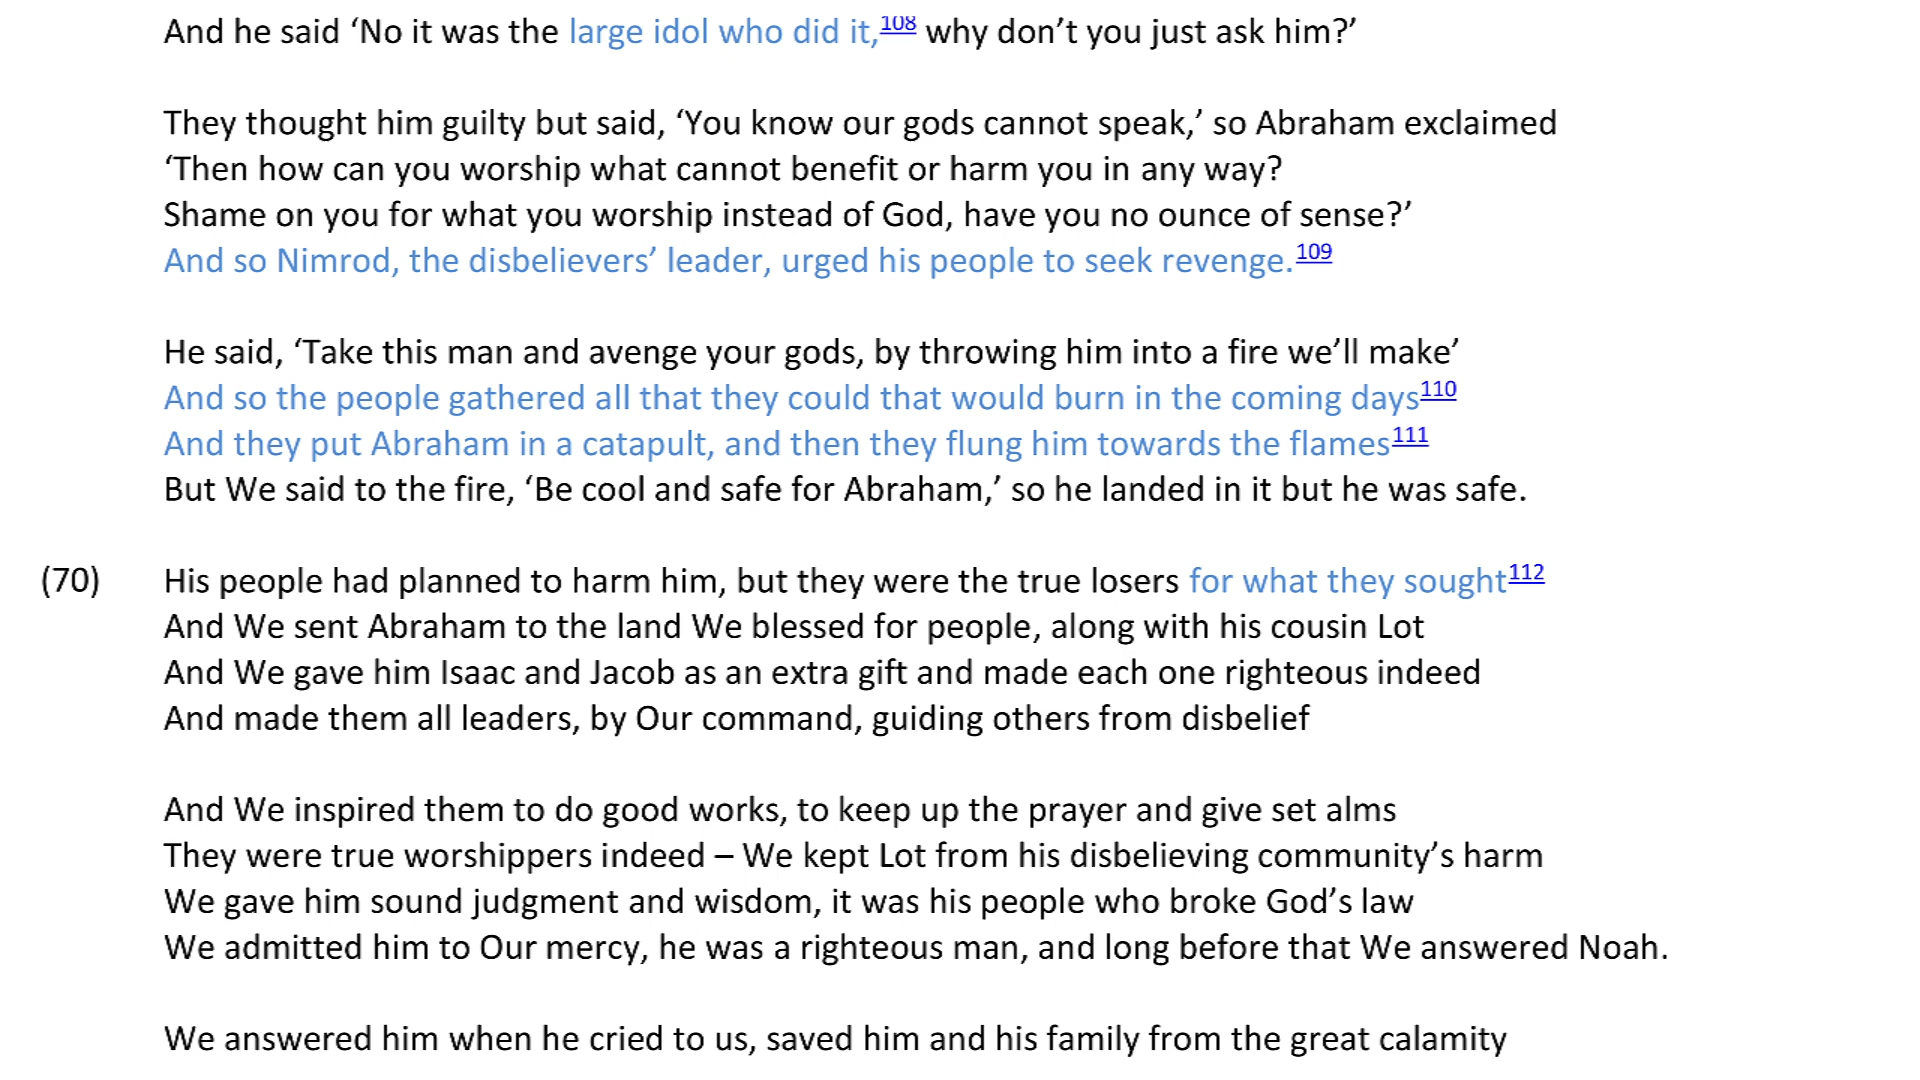 And he said ‘No it was the large idol who did it,108 why don’t you just ask him?’
They thought him guilty but said, ‘You know our gods cannot speak,’ so Abraham exclaimed
‘Then how can you worship what cannot benefit or harm you in any way?
Shame on you for what you worship instead of God, have you no ounce of sense?’
And so Nimrod, the disbelievers’ leader, urged his people to seek revenge.109
He said, ‘Take this man and avenge your gods, by throwing him into a fire we’ll make’
And so the people gathered all that they could that would burn in the coming days110
And they put Abraham in a catapult, and then they flung him towards the flames111
But We said to the fire, ‘Be cool and safe for Abraham,’ so he landed in it but he was safe.
(70) His people had planned to harm him, but they were the true losers for what they sought112
And We sent Abraham to the land We blessed for people, along with his cousin Lot
And We gave him Isaac and Jacob as an extra gift and made each one righteous indeed
And made them all leaders, by Our command, guiding others from disbelief
And We inspired them to do good works, to keep up the prayer and give set alms
They were true worshippers indeed – We kept Lot from his disbelieving community’s harm
We gave him sound judgment and wisdom, it was his people who broke God’s law
We admitted him to Our mercy, he was a righteous man, and long before that We answered Noah.
We answered him when he cried to us, saved him and his family from the great calamity